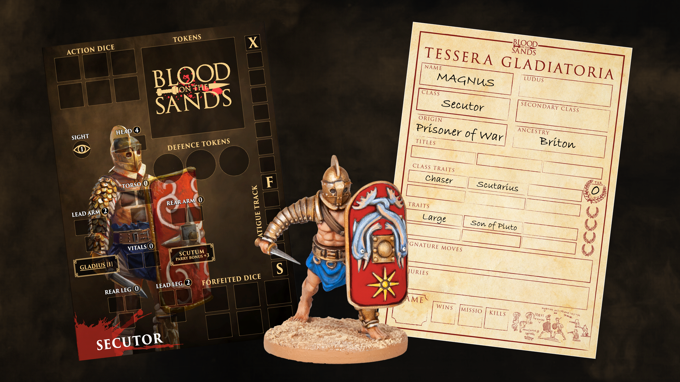 ACTION DICE
TOKENS
X
BLOOD
ON THE
SANDS
SIGHT
HEAD 4
DEFENCE TOKENS
TORSO 0
REAR ARM 0
LEAD ARM 2
F
FATIGUE TRACK
VITALS 0
GLADIUS
SCUTUM
PARRY BONUS +3
S
REAR LEG 0
LEAD LEG 2
FORFEITED DICE
SECUTOR
BLOOD
ON THE
SANDS
TESSERA GLADIATORIA
NAME
MAGNUS
LUDUS
CLASS
Secutor
SECONDARY CLASS
ORIGIN
Prisoner of War
ANCESTRY
Briton
TITLES
CLASS TRAITS
Chaser
Scutarius
0
TRAITS
Large
Son of Pluto
SIGNATURE MOVES
INJURIES
WINS
MISSIO
KILLS